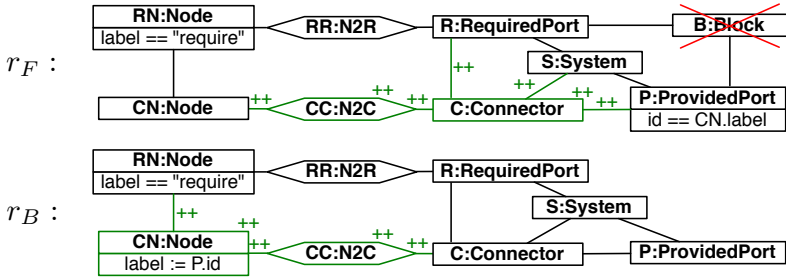 RN:Node RR:N2R R:RequiredPort B:Block
label == "require"
r_F :
++ ++ S:System
++ ++ ++ ++ ++ ++
CN:Node CC:N2C C:Connector P:ProvidedPort
id == CN.label
RN:Node RR:N2R R:RequiredPort
label == "require"
r_B :
++ S:System
++ ++ ++ ++
CN:Node CC:N2C C:Connector P:ProvidedPort
label := P.id